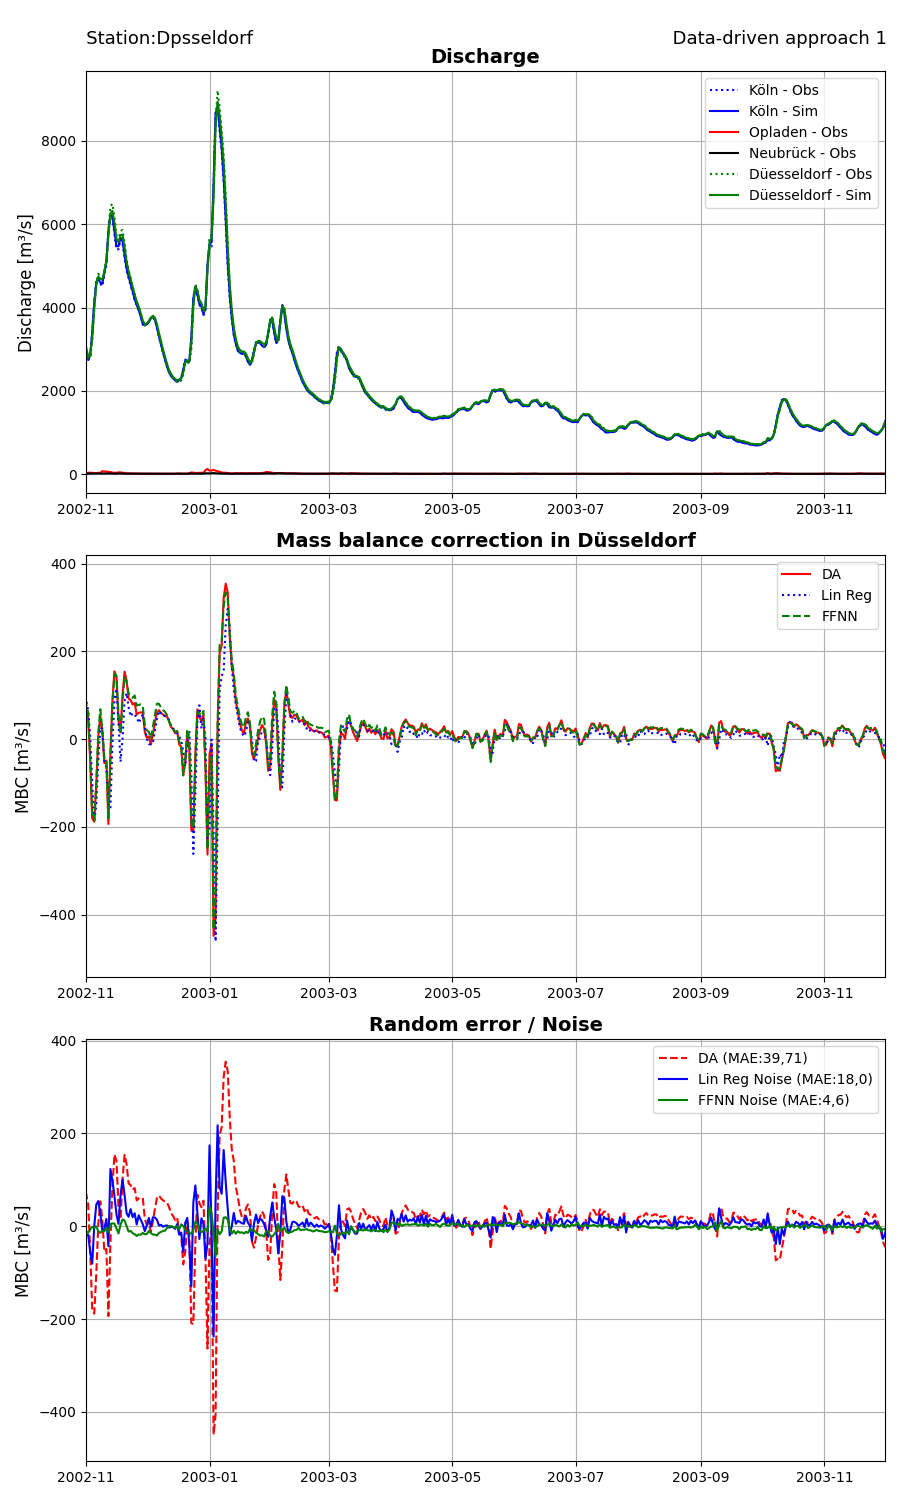 Station:Dpsseldorf
Data-driven approach 1
Discharge
Köln - Obs
Köln - Sim
Opladen - Obs
Neubrück - Obs
Düesseldorf - Obs
Düesseldorf - Sim
Discharge [m³/s]
8000
6000
4000
2000
0
2002-11 2003-01 2003-03 2003-05 2003-07 2003-09 2003-11
Mass balance correction in Düsseldorf
DA
Lin Reg
FFNN
MBC [m³/s]
400
200
0
−200
−400
2002-11 2003-01 2003-03 2003-05 2003-07 2003-09 2003-11
Random error / Noise
DA (MAE:39,71)
Lin Reg Noise (MAE:18,0)
FFNN Noise (MAE:4,6)
MBC [m³/s]
400
200
0
−200
−400
2002-11 2003-01 2003-03 2003-05 2003-07 2003-09 2003-11